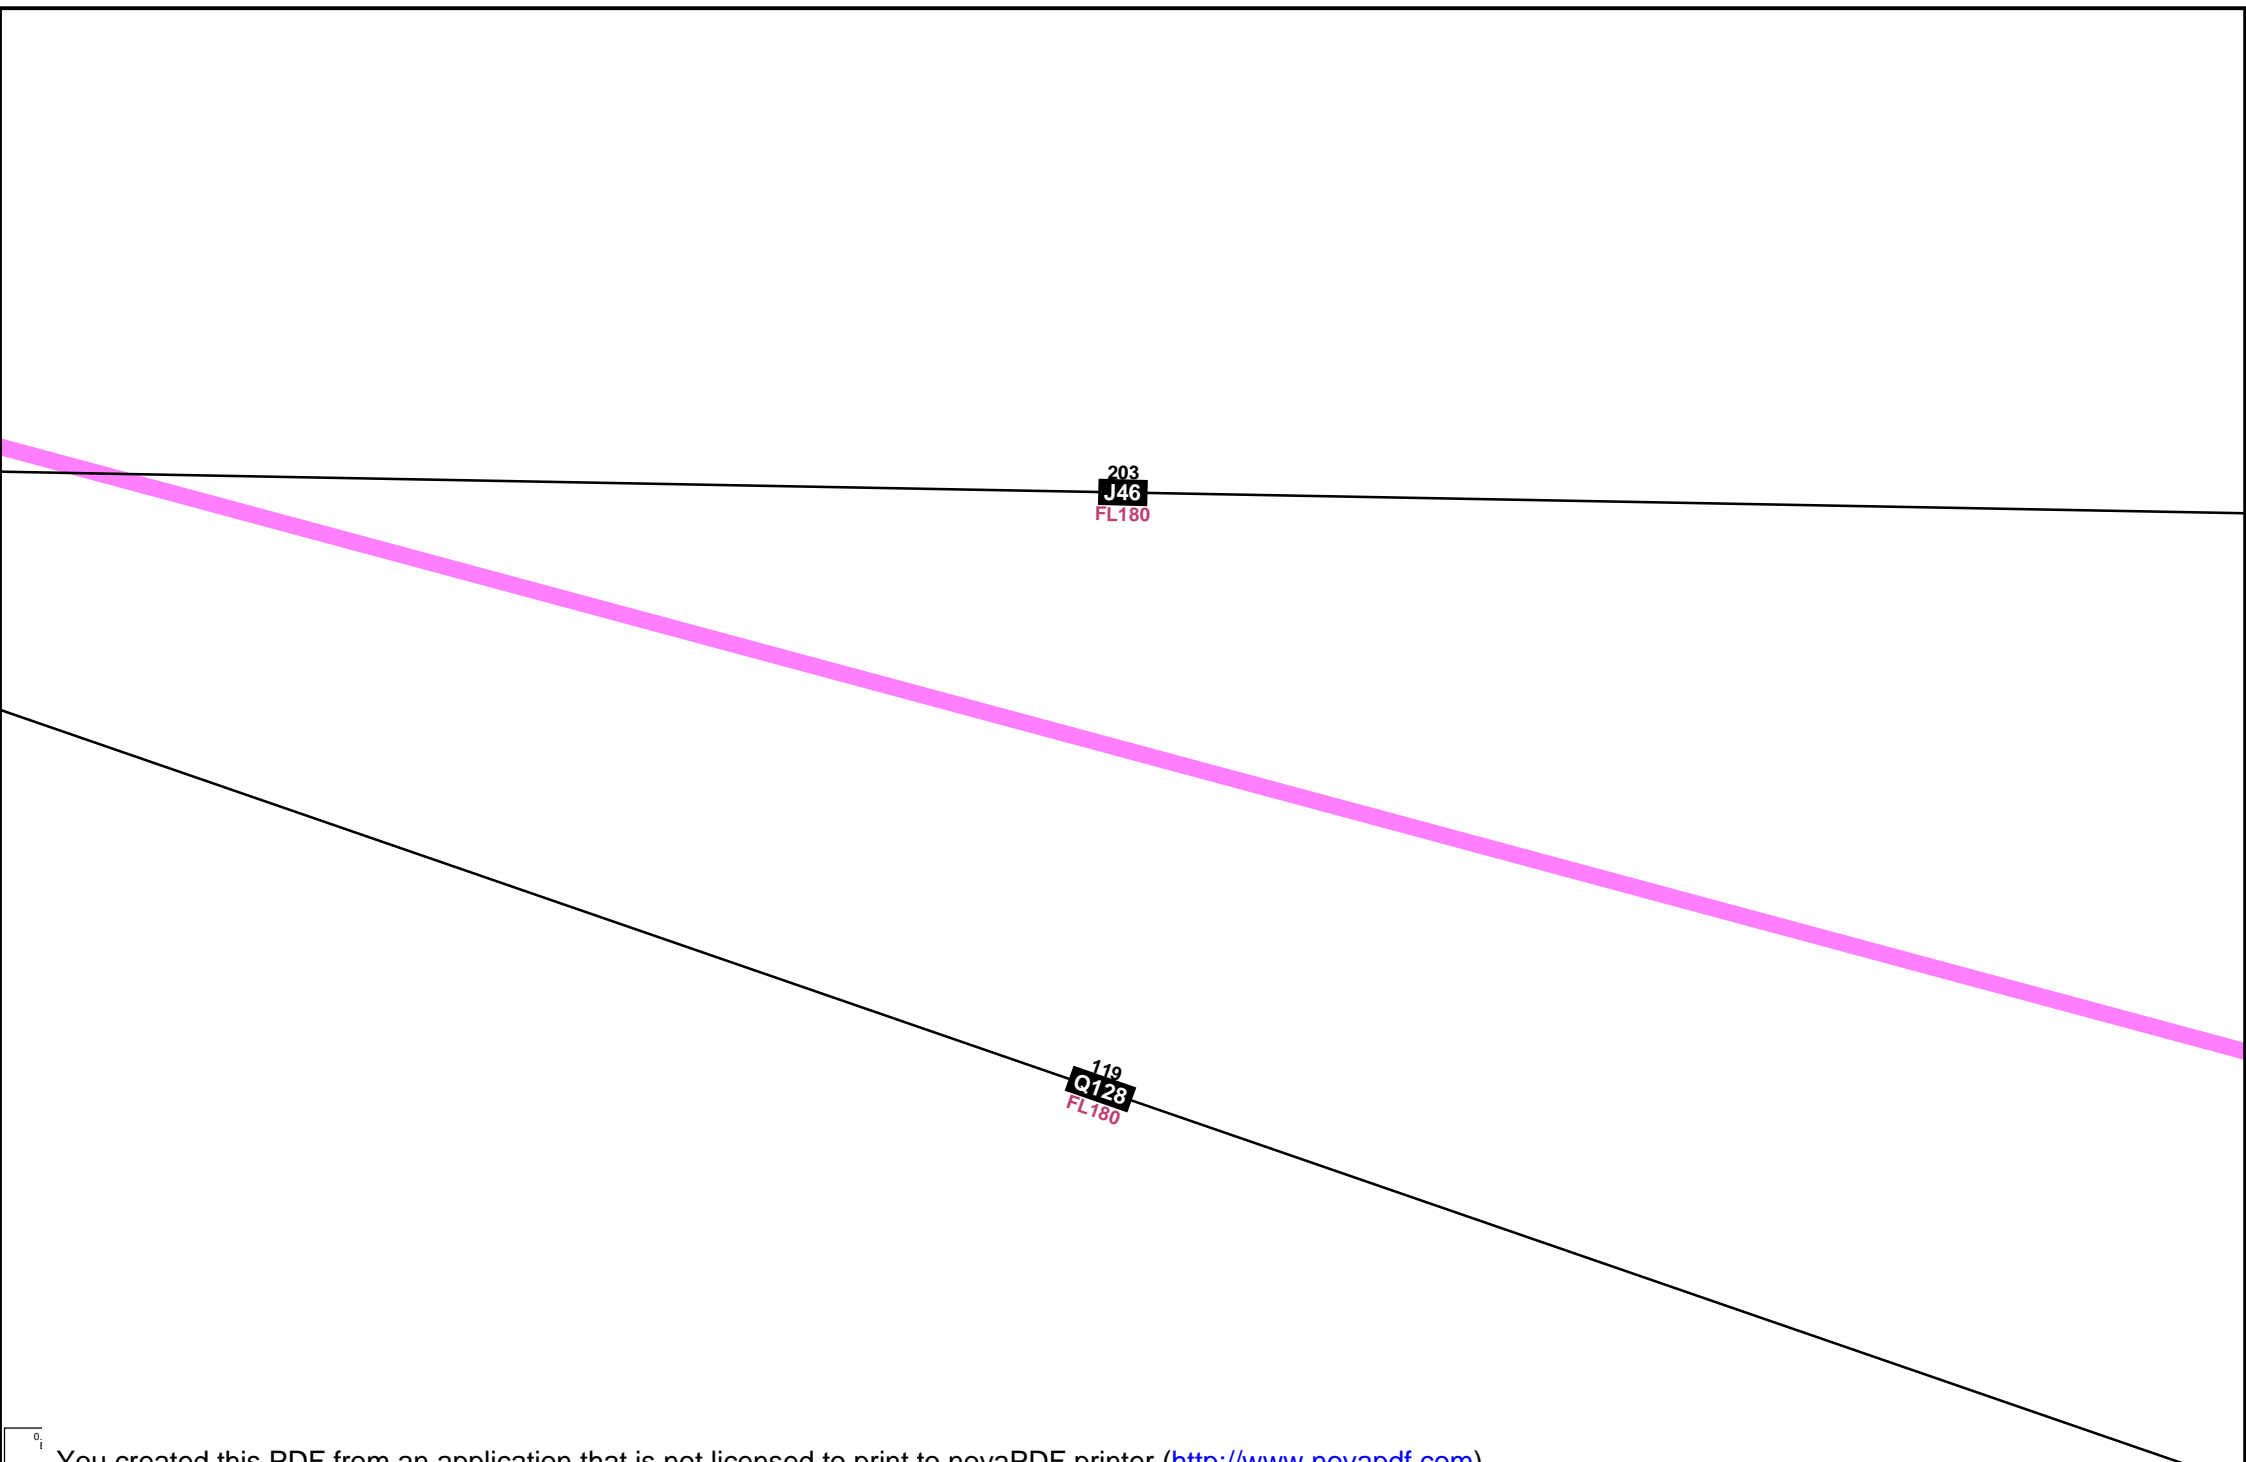 203
J46
FL180
119
Q128
FL180
0.
You created this PDF from an application that is not licensed to print to novaPDF printer (http://www.novapdf.com)